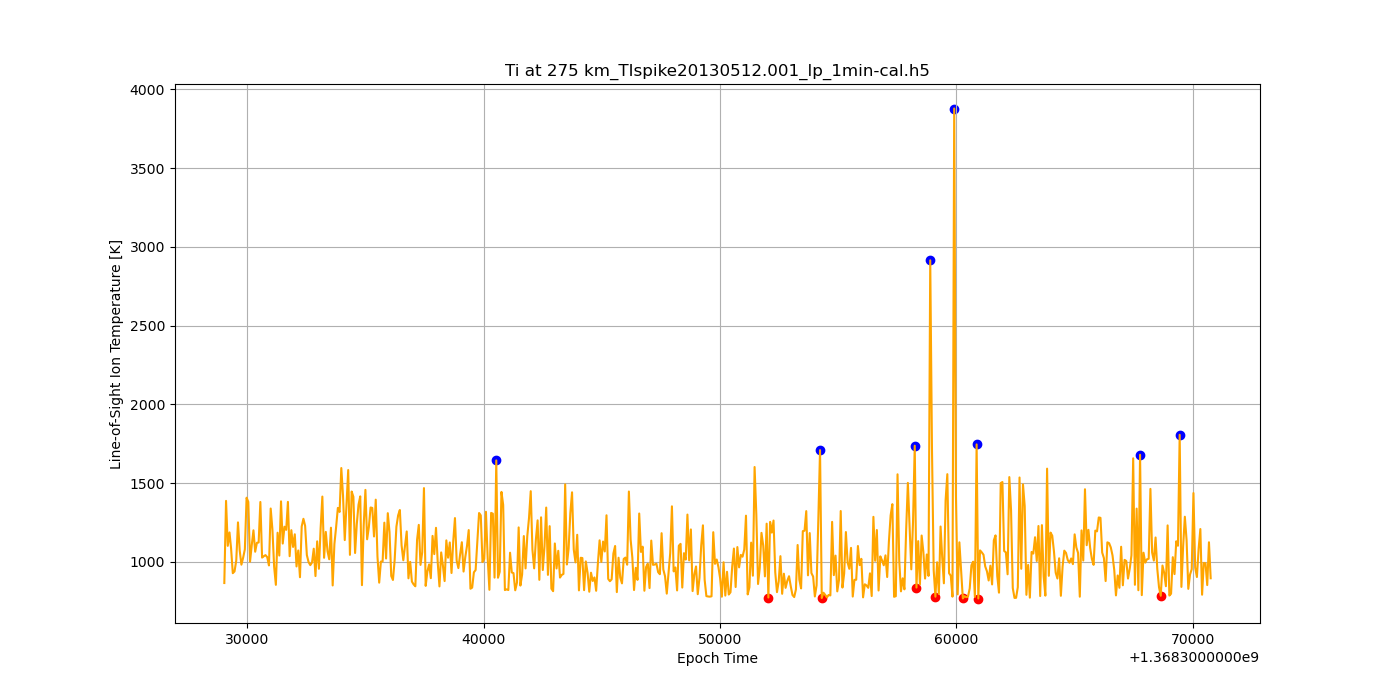 Ti at 275 km_TIspike20130512.001_lp_1min-cal.h5
Line-of-Sight Ion Temperature [K]
4000
3500
3000
2500
2000
1500
1000
30000 40000 50000 60000 70000
Epoch Time
+1.3683000000e9